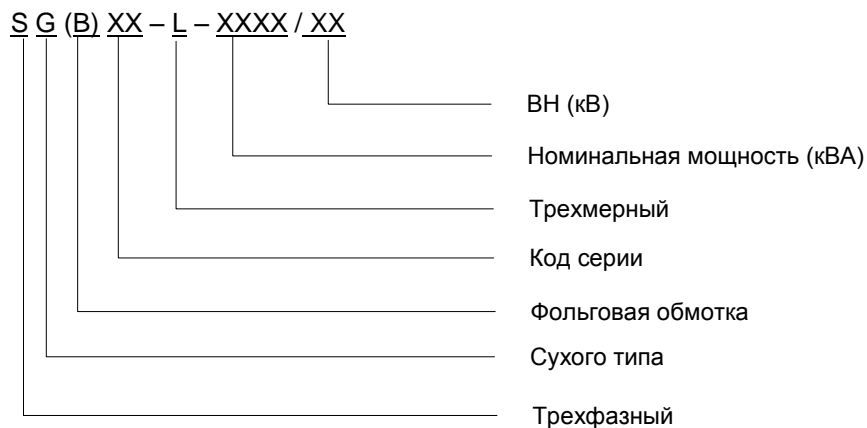 S G (B) XX – L – XXXX / XX
ВН (кВ)
Номинальная мощность (кВА)
Трехмерный
Код серии
Фольговая обмотка
Сухого типа
Трехфазный